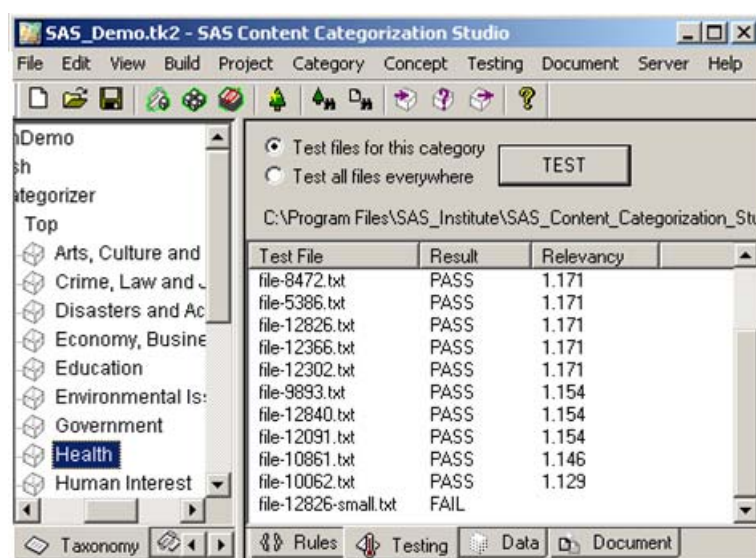 SAS_Demo.tk2 - SAS Content Categorization Studio
File Edit View Build Project Category Concept Testing Document Server Help
nDemo
sh
ategorizer
Top
Arts, Culture and
Crime, Law and J
Disasters and Ac
Economy, Busine
Education
Environmental Is
Government
Health
Human Interest
Taxonomy
Test files for this category
Test all files everywhere
TEST
C:\Program Files\SAS_Institute\SAS_Content_Categorization_Stu
Test File Result Relevancy
file-8472.txt PASS 1.171
file-5386.txt PASS 1.171
file-12826.txt PASS 1.171
file-12366.txt PASS 1.171
file-12302.txt PASS 1.171
file-9893.txt PASS 1.154
file-12840.txt PASS 1.154
file-12091.txt PASS 1.154
file-10861.txt PASS 1.146
file-10062.txt PASS 1.129
file-12826-small.txt FAIL
Rules Testing Data Document